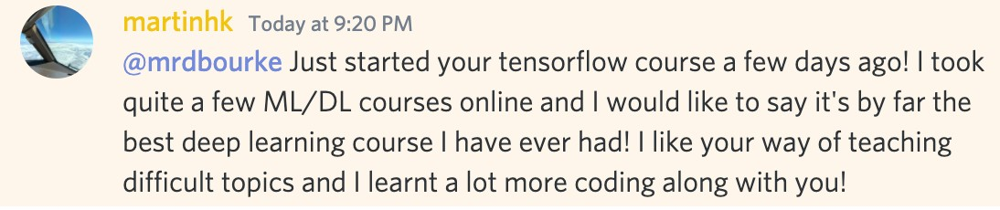 martinhk Today at 9:20 PM
@mrdbourke Just started your tensorflow course a few days ago! I took
quite a few ML/DL courses online and I would like to say it's by far the
best deep learning course I have ever had! I like your way of teaching
difficult topics and I learnt a lot more coding along with you!